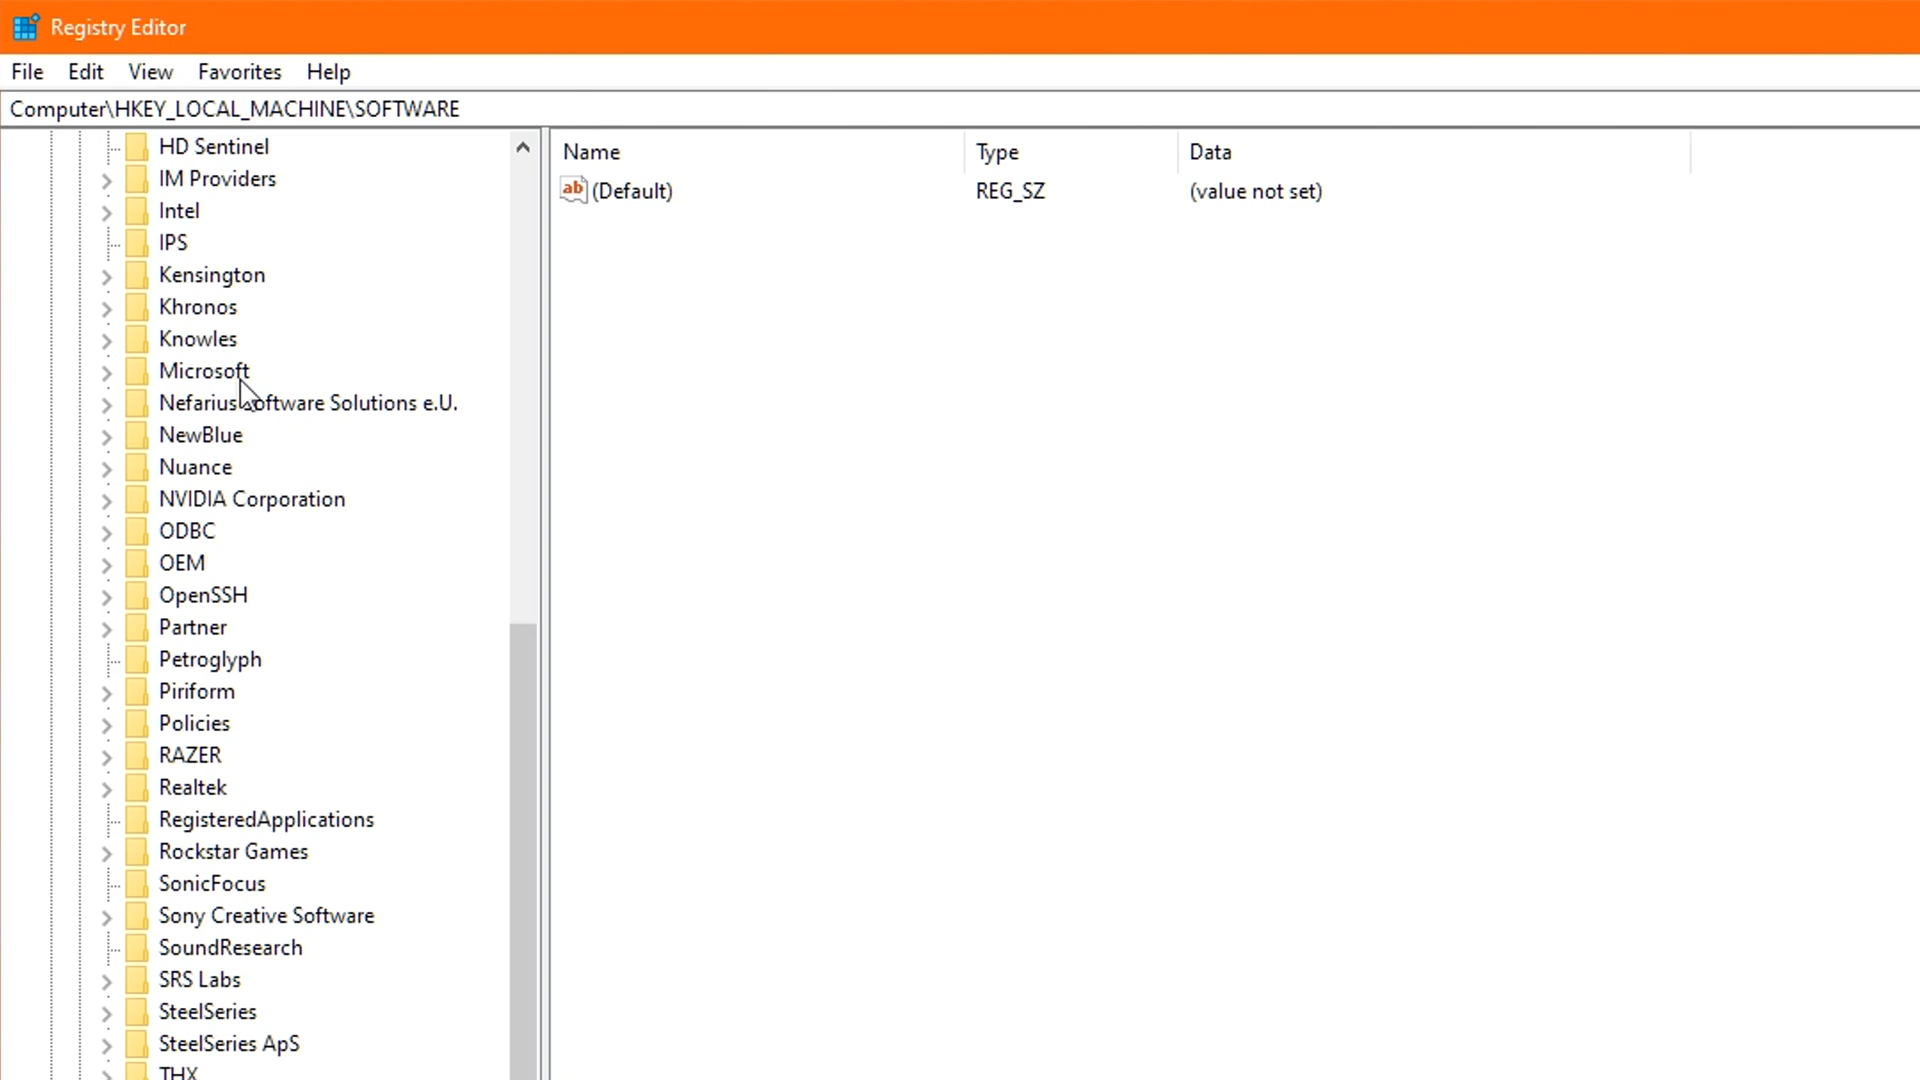 Registry Editor
File Edit View Favorites Help
Computer\HKEY_LOCAL_MACHINE\SOFTWARE
HD Sentinel
IM Providers
Intel
IPS
Kensington
Khronos
Knowles
Microsoft
Nefarius Software Solutions e.U.
NewBlue
Nuance
NVIDIA Corporation
ODBC
OEM
OpenSSH
Partner
Petroglyph
Piriform
Policies
RAZER
Realtek
RegisteredApplications
Rockstar Games
SonicFocus
Sony Creative Software
SoundResearch
SRS Labs
SteelSeries
SteelSeries ApS
THX
Name Type Data
ab (Default) REG_SZ (value not set)